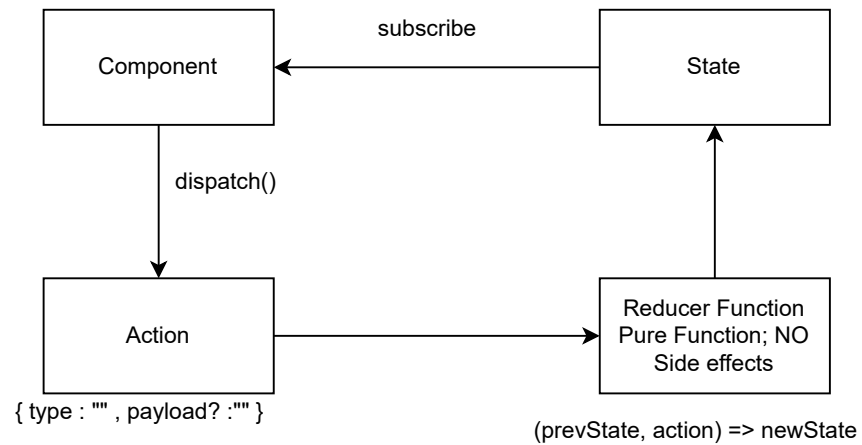 subscribe
Component
State
dispatch()
Action
Reducer Function
Pure Function; NO
Side effects
{ type : "" , payload? :"" }
(prevState, action) => newState